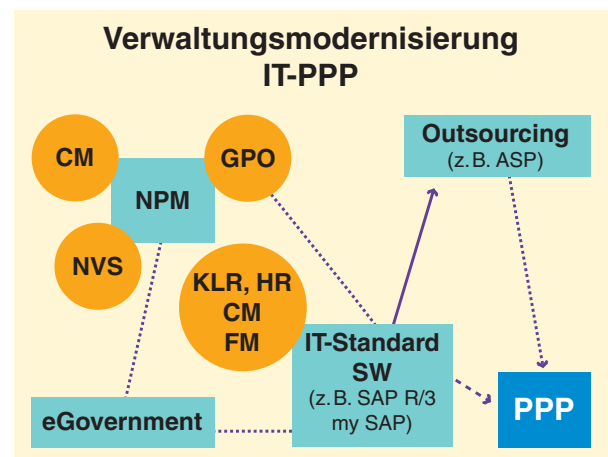 Verwaltungsmodernisierung
IT-PPP
CM
GPO
NPM
NVS
Outsourcing
(z. B. ASP)
KLR, HR
CM
FM
IT-Standard
SW
(z. B. SAP R/3
my SAP)
eGovernment
PPP